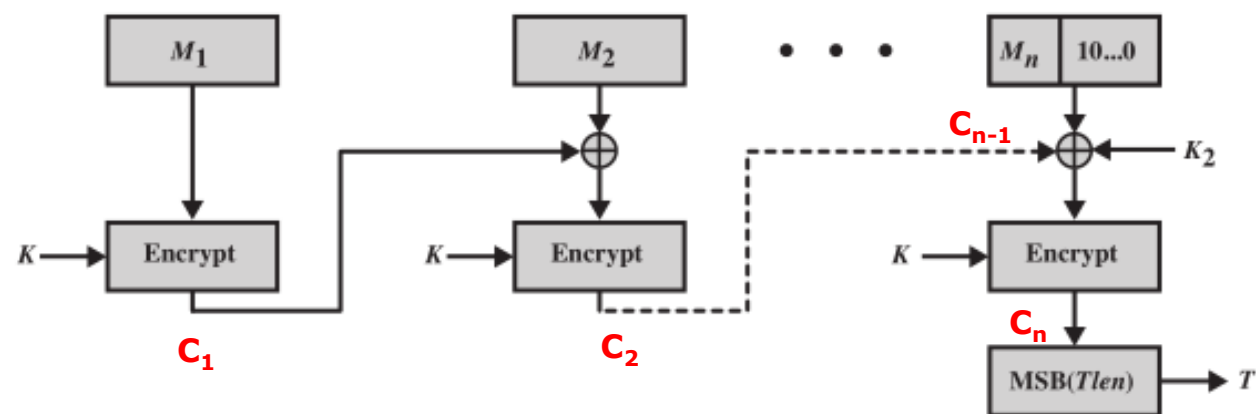 M1 M2 • • • Mn 10...0
Cn-1
K2
K Encrypt K Encrypt K Encrypt
C1 C2 Cn
MSB(Tlen) T